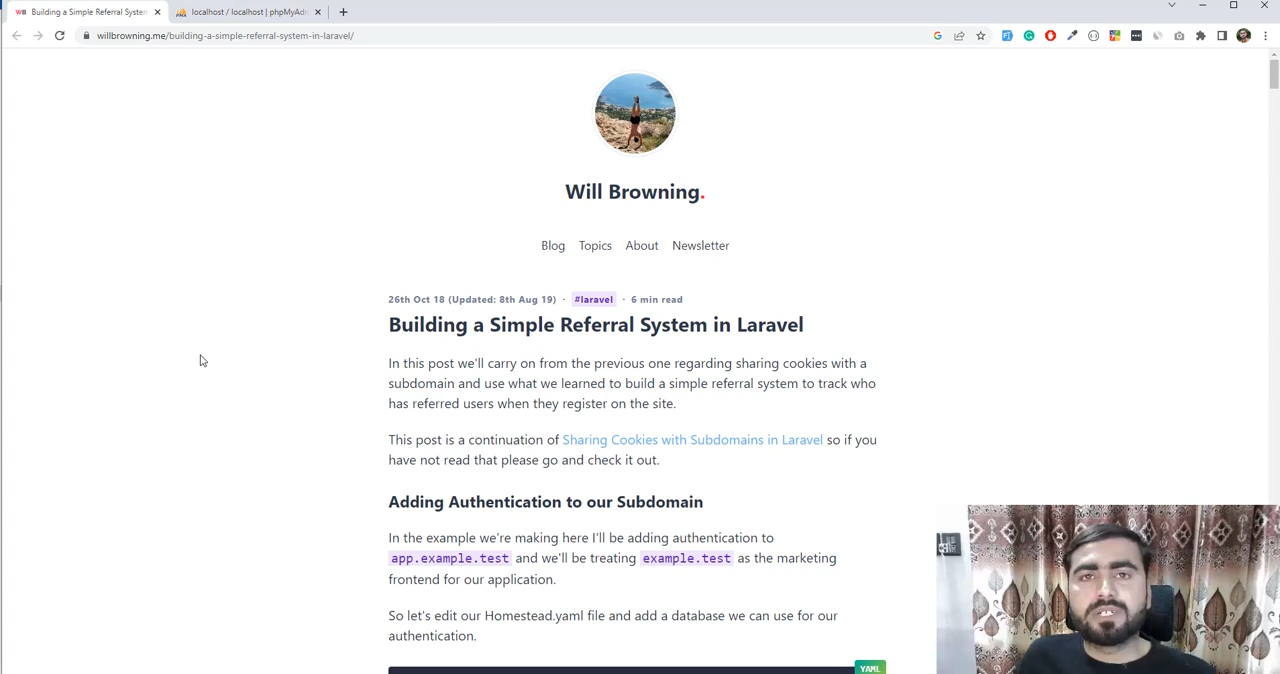 WB Building a Simple Referral System
localhost / localhost | phpMyAd
willbrowning.me/building-a-simple-referral-system-in-laravel/
Will Browning.
Blog Topics About Newsletter
26th Oct 18 (Updated: 8th Aug 19) · #laravel · 6 min read
Building a Simple Referral System in Laravel
In this post we'll carry on from the previous one regarding sharing cookies with a
subdomain and use what we learned to build a simple referral system to track who
has referred users when they register on the site.
This post is a continuation of Sharing Cookies with Subdomains in Laravel so if you
have not read that please go and check it out.
Adding Authentication to our Subdomain
In the example we're making here I'll be adding authentication to
app.example.test and we'll be treating example.test as the marketing
frontend for our application.
So let's edit our Homestead.yaml file and add a database we can use for our
authentication.
YAML